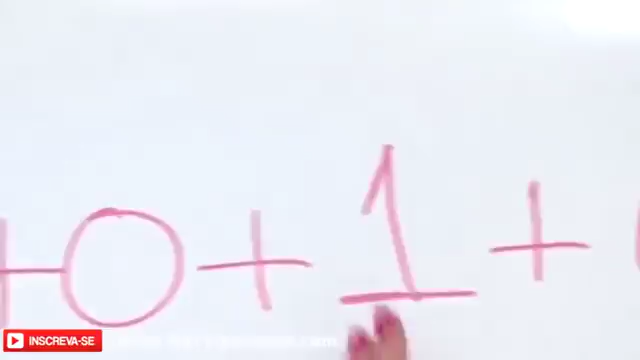 + 0 + 1 +
INSCREVA-SE